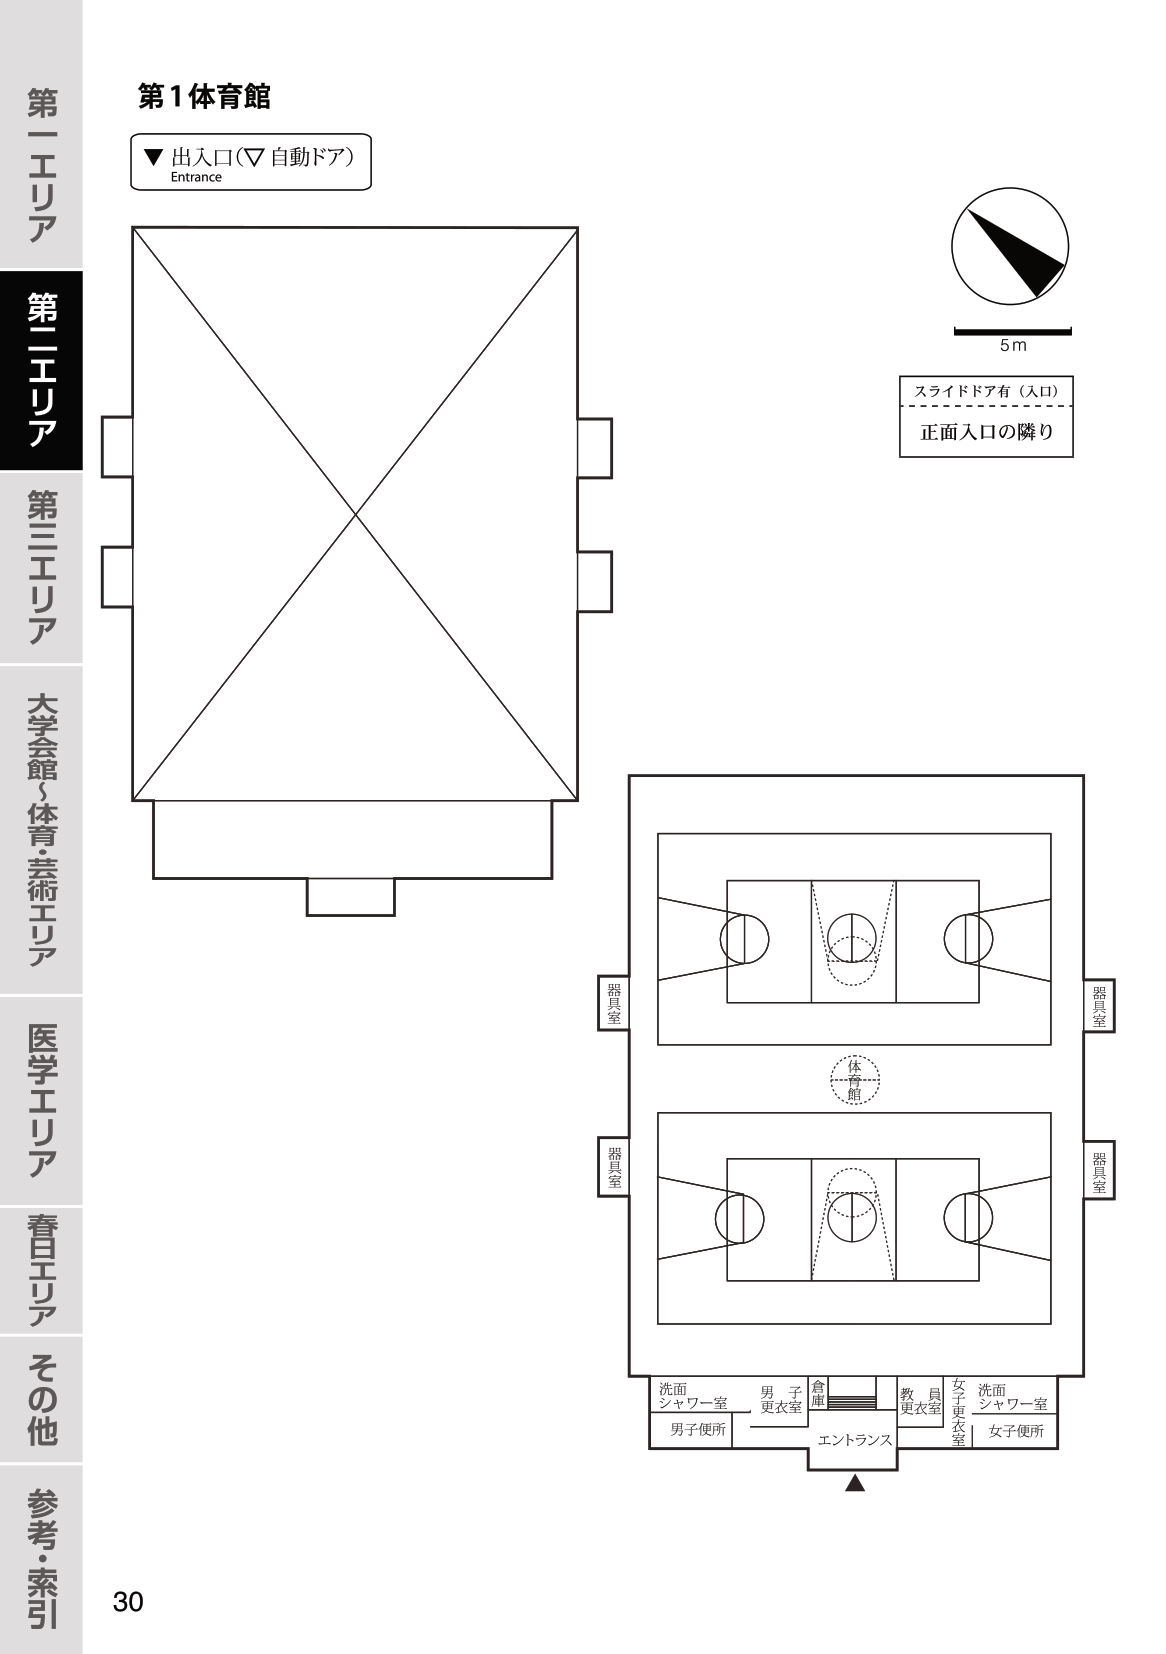 第一エリア
第二エリア
第三エリア
大学会館～体育・芸術エリア
医学エリア
春日エリア
その他
参考・索引
第1体育館
▼ 出入口(▽ 自動ドア)
Entrance
5m
スライドドア有（入口）
正面入口の隣り
器具室
器具室
体育館
器具室
器具室
洗面
シャワー室
男子便所
男　子
更衣室
倉庫
エントランス
教　員
更衣室
女子更衣室
洗面
シャワー室
女子便所
30